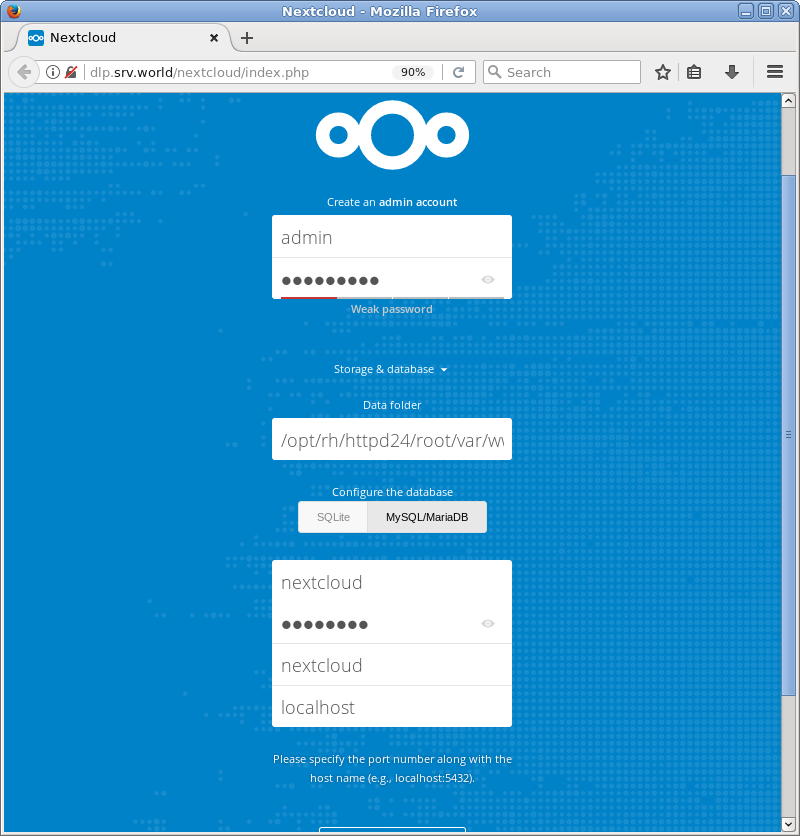 Nextcloud - Mozilla Firefox
Nextcloud
dlp.srv.world/nextcloud/index.php
90%
Search
Create an admin account
admin
●●●●●●●●●
Weak password
Storage & database
Data folder
/opt/rh/httpd24/root/var/w
Configure the database
SQLite
MySQL/MariaDB
nextcloud
●●●●●●●●
nextcloud
localhost
Please specify the port number along with the
host name (e.g., localhost:5432).